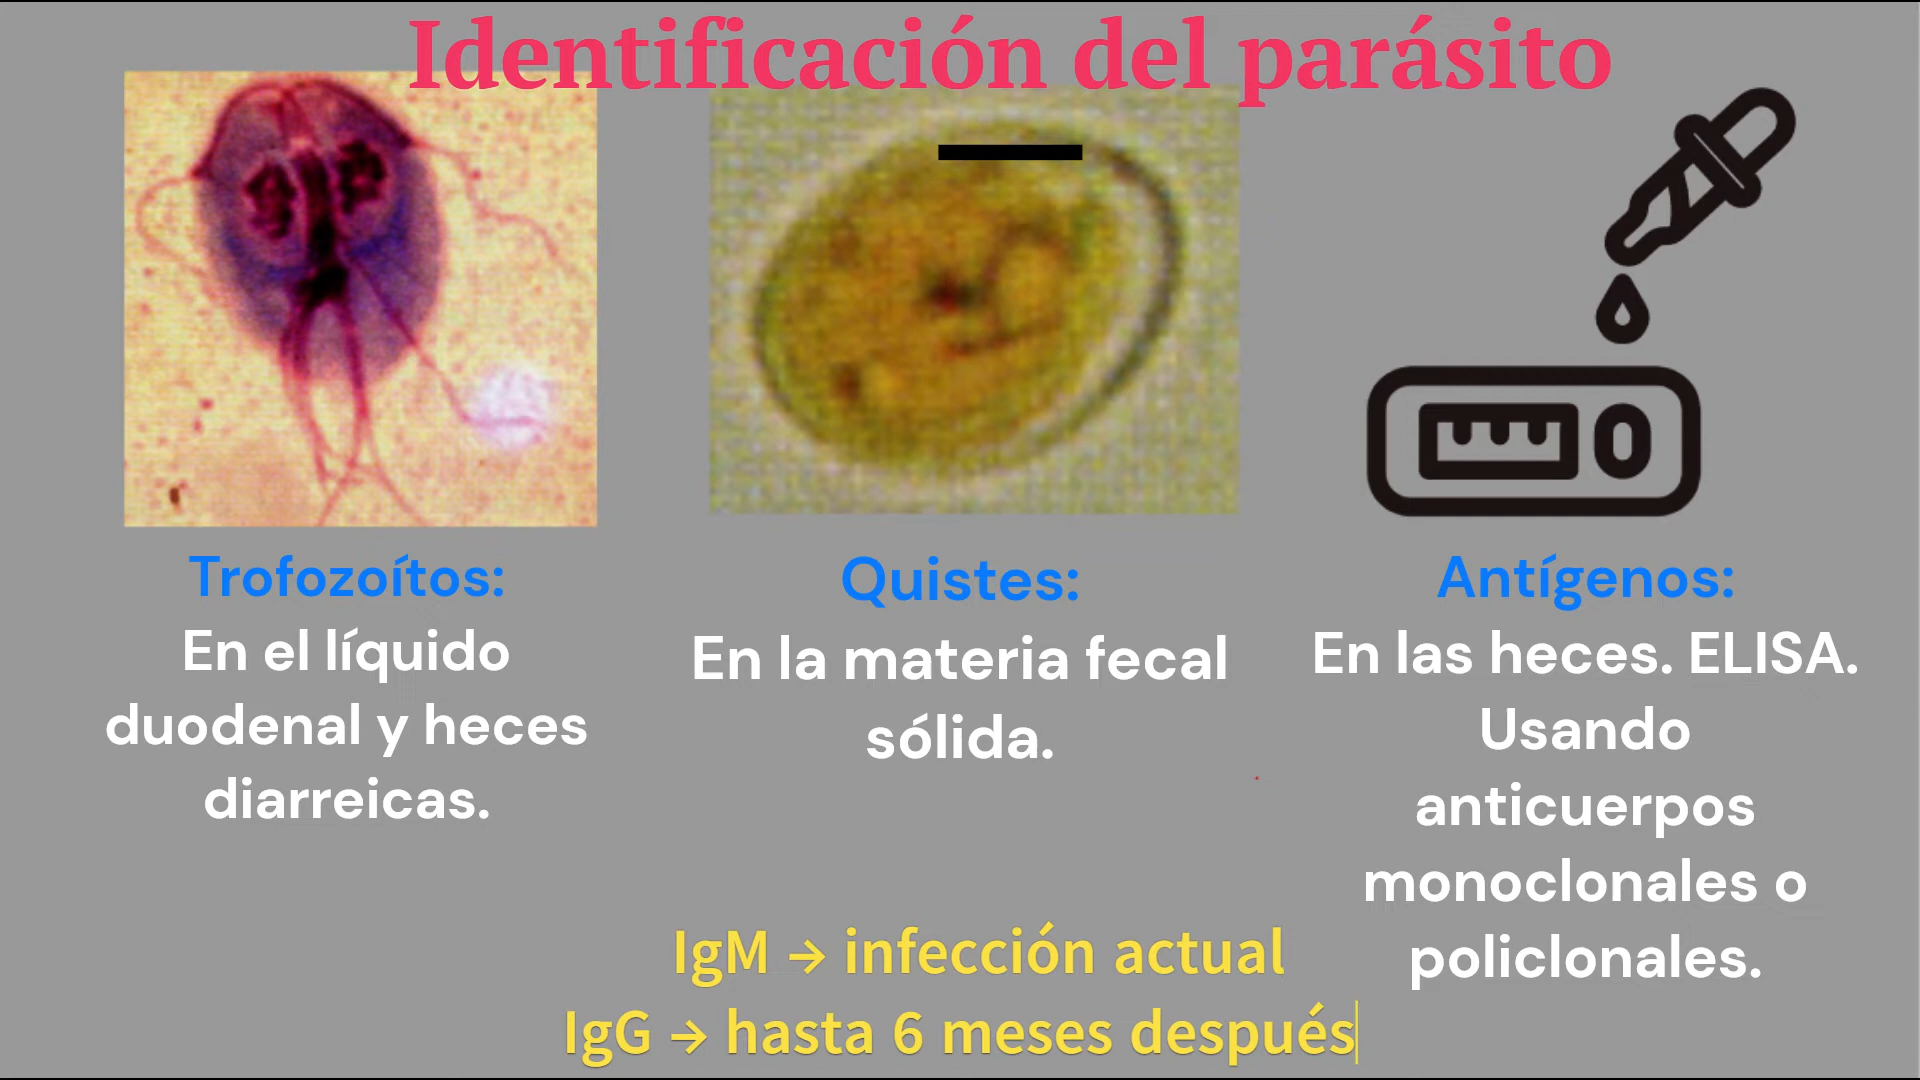 Identificación del parásito
Trofozoítos:
En el líquido
duodenal y heces
diarreicas.
Quistes:
En la materia fecal
sólida.
Antígenos:
En las heces. ELISA.
Usando
anticuerpos
monoclonales o
policlonales.
IgM → infección actual
IgG → hasta 6 meses después